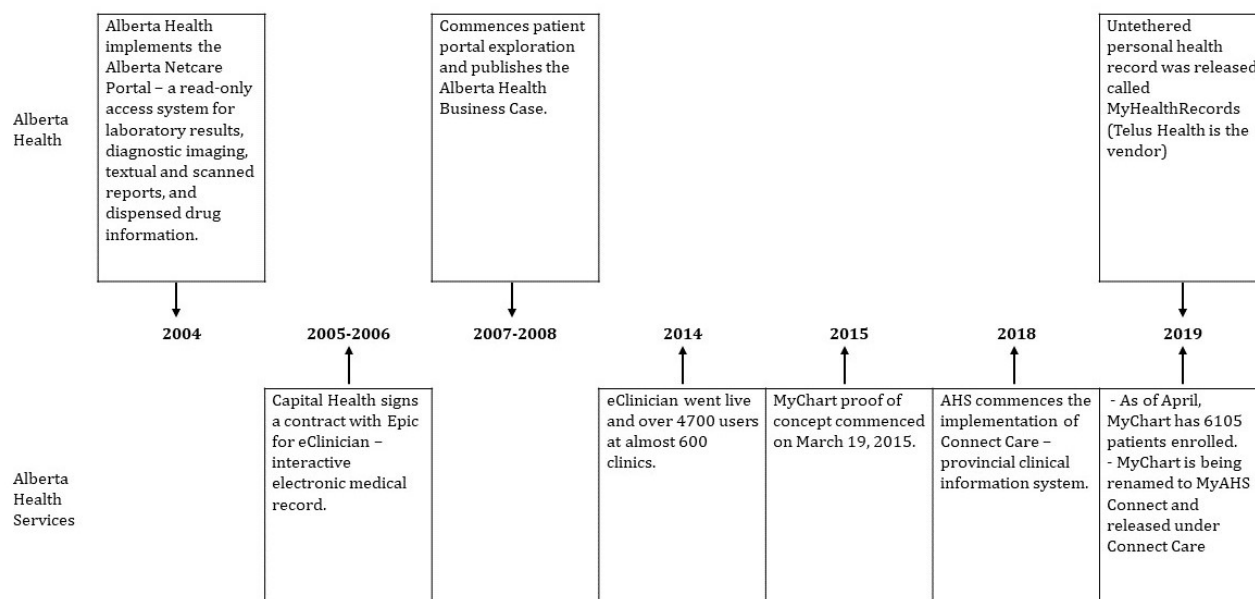 Alberta
Health
Alberta Health
implements the
Alberta Netcare
Portal – a read-only
access system for
laboratory results,
diagnostic imaging,
textual and scanned
reports, and
dispensed drug
information.
Commences patient
portal exploration
and publishes the
Alberta Health
Business Case.
Untethered
personal health
record was released
called
MyHealthRecords
(Telus Health is the
vendor)
2004
2005-2006
2007-2008
2014
2015
2018
2019
Alberta
Health
Services
Capital Health signs
a contract with Epic
for eClinician –
interactive
electronic medical
record.
eClinician went live
and over 4700 users
at almost 600
clinics.
MyChart proof of
concept commenced
on March 19, 2015.
AHS commences the
implementation of
Connect Care –
provincial clinical
information system.
- As of April,
MyChart has 6105
patients enrolled.
- MyChart is being
renamed to MyAHS
Connect and
released under
Connect Care